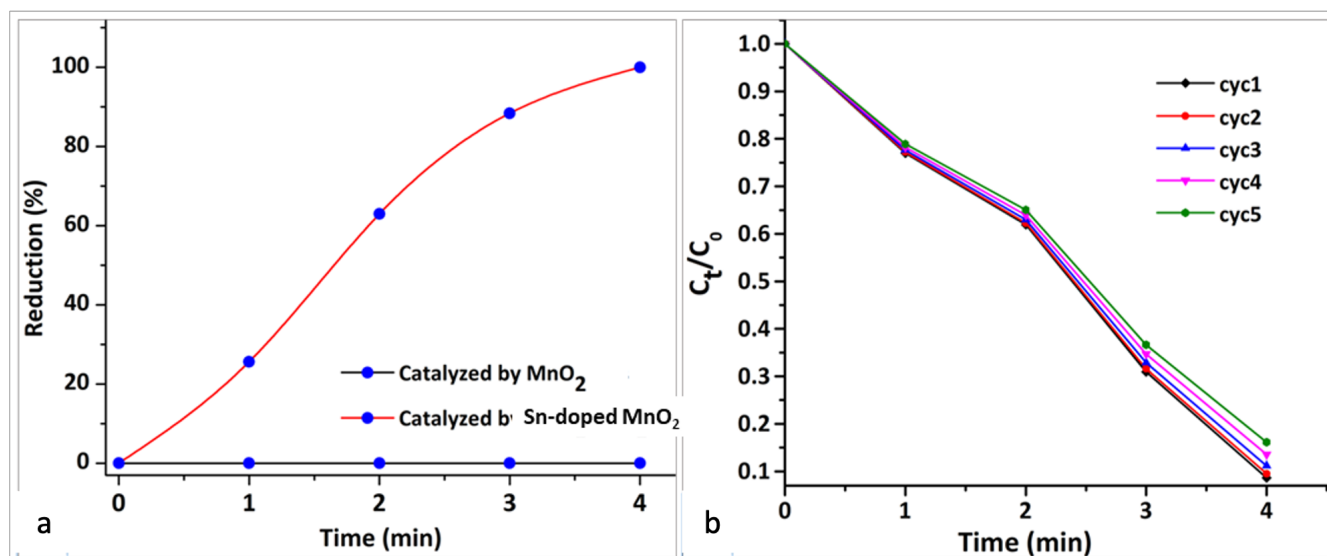 Reduction (%)
100
80
60
40
20
0
Catalyzed by MnO₂
Catalyzed by Sn-doped MnO₂
0 1 2 3 4
Time (min)
a
Cₜ/C₀
1.0
0.9
0.8
0.7
0.6
0.5
0.4
0.3
0.2
0.1
cyc1
cyc2
cyc3
cyc4
cyc5
0 1 2 3 4
Time (min)
b